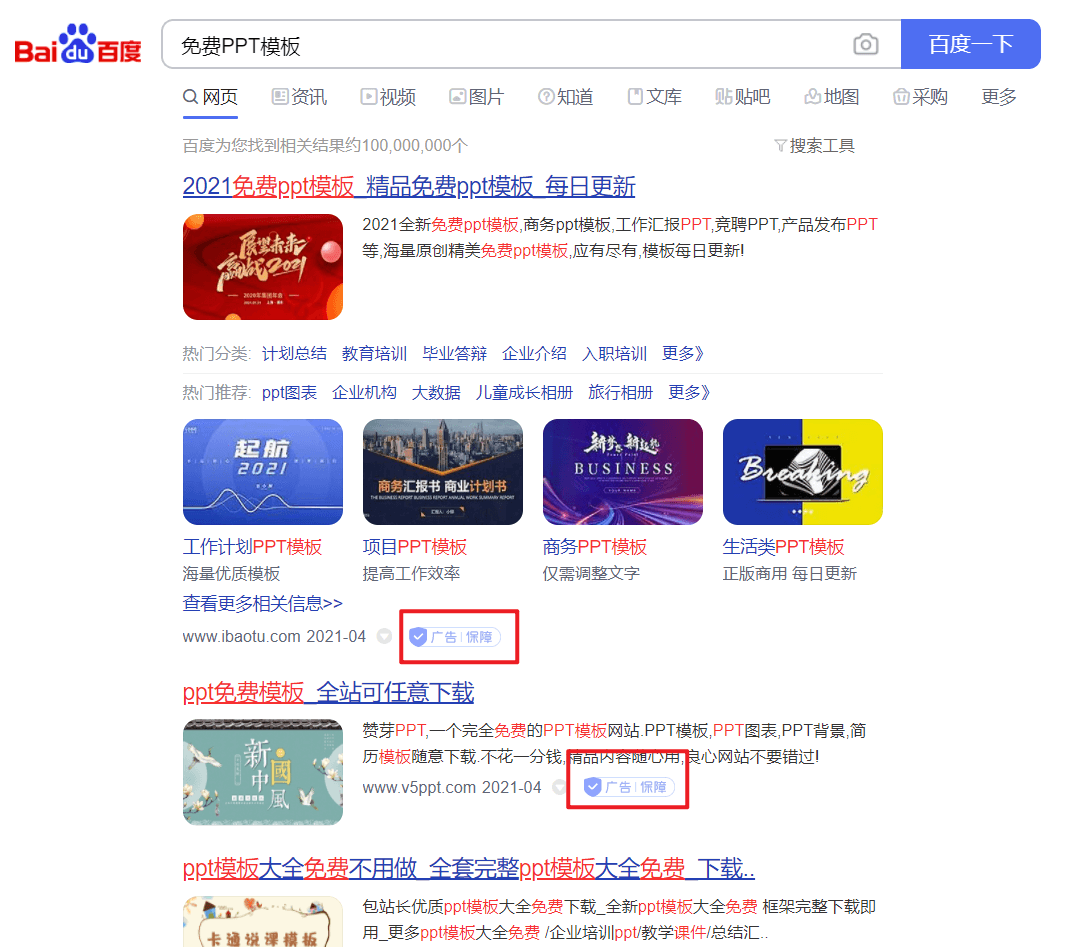 Bai du 百度
免费PPT模板
百度一下
网页 资讯 视频 图片 知道 文库 贴吧 地图 采购 更多
百度为您找到相关结果约100,000,000个 搜索工具
2021免费ppt模板_精品免费ppt模板_每日更新
2021全新免费ppt模板,商务ppt模板,工作汇报PPT,竞聘PPT,产品发布PPT
等,海量原创精美免费ppt模板,应有尽有,模板每日更新!
展望未来
赢战2021
2020年集团年会
热门分类: 计划总结 教育培训 毕业答辩 企业介绍 入职培训 更多》
热门推荐: ppt图表 企业机构 大数据 儿童成长相册 旅行相册 更多》
起航
2021
商务汇报书 商业计划书
THE BUSINESS REPORT BUSINESS REPORT ANNUAL WORK SUMMARY REPORT
新梦想 新起航
BUSINESS
Breaking
工作计划PPT模板 项目PPT模板 商务PPT模板 生活类PPT模板
海量优质模板 提高工作效率 仅需调整文字 正版商用 每日更新
查看更多相关信息>>
www.ibaotu.com 2021-04 广告 保障
ppt免费模板_全站可任意下载
新中國風
赞芽PPT,一个完全免费的PPT模板网站.PPT模板,PPT图表,PPT背景,简
历模板随意下载.不花一分钱,精品内容随心用,良心网站不要错过!
www.v5ppt.com 2021-04 广告 保障
ppt模板大全免费不用做_全套完整ppt模板大全免费_下载..
卡通说课模板
包站长优质ppt模板大全免费下载_全新ppt模板大全免费 框架完整下载即
用_更多ppt模板大全免费 /企业培训ppt/教学课件/总结汇..